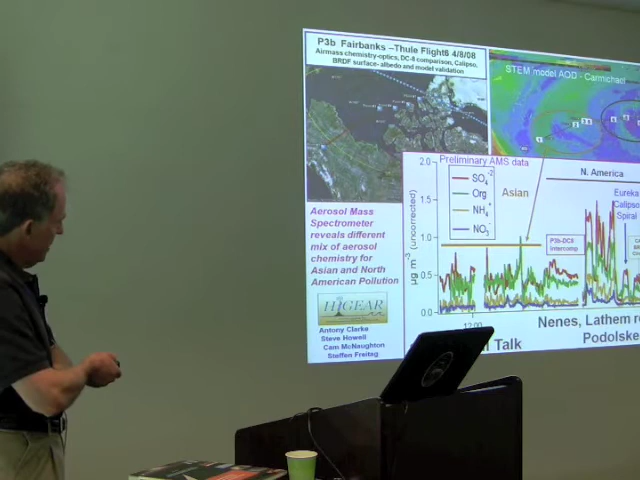 P3b Fairbanks –Thule Flight6 4/8/08
Airmass chemistry-optics, DC-8 comparison, Calipso,
BRDF surface- albedo and model validation
STEM model AOD - Carmichael
Aerosol Mass
Spectrometer
reveals different
mix of aerosol
chemistry for
Asian and North
American Pollution
HIGEAR
Antony Clarke
Steve Howell
Cam McNaughton
Steffen Freitag
Preliminary AMS data
2.0
1.5
1.0
0.5
0.0
µg m-3 (uncorrected)
SO4-2
Org
NH4+
NO3-
Asian
N. America
P3b-DC8
intercomp
Eureka
Calipso
Spiral
12:00
Talk
Nenes, Lathem
Podolske